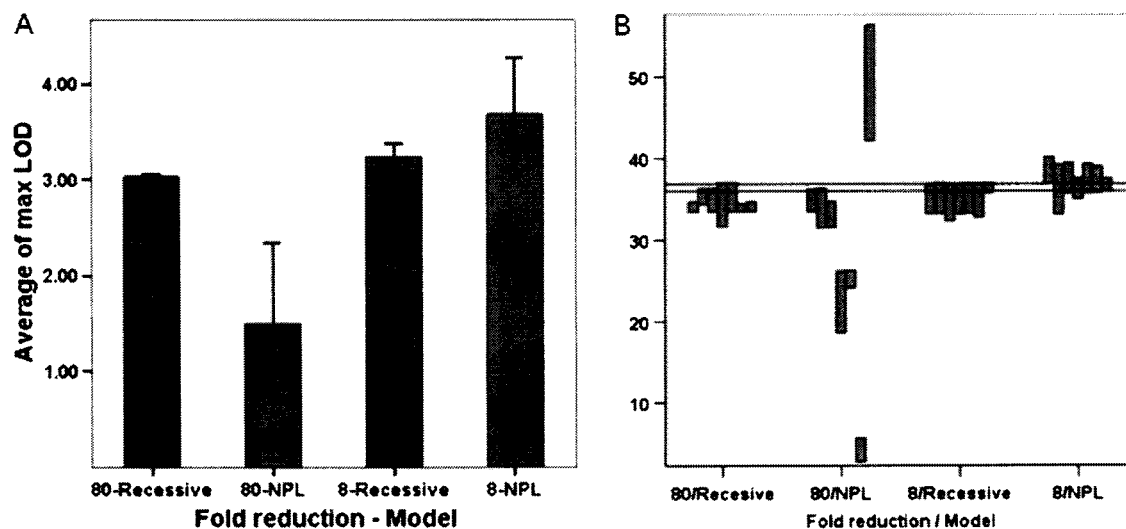 A
4.00
3.00
2.00
1.00
Average of max LOD
80-Recessive 80-NPL 8-Recessive 8-NPL
Fold reduction - Model
B
50
40
30
20
10
80/Recesive 80/NPL 8/Recessive 8/NPL
Fold reduction / Model